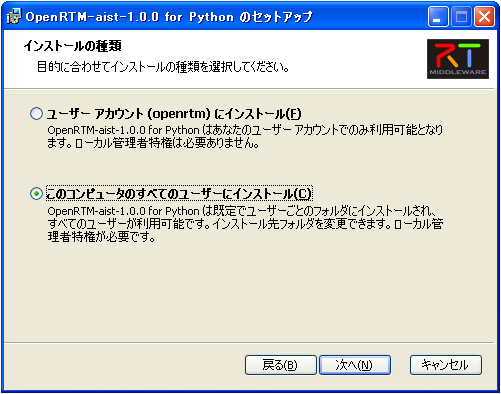 OpenRTM-aist-1.0.0 for Python のセットアップ
インストールの種類
目的に合わせてインストールの種類を選択してください。
RT
MIDDLEWARE
ユーザー アカウント (openrtm) にインストール(F)
OpenRTM-aist-1.0.0 for Python はあなたのユーザー アカウントでのみ利用可能となり
ます。ローカル管理者特権は必要ありません。
このコンピュータのすべてのユーザーにインストール(C)
OpenRTM-aist-1.0.0 for Python は既定でユーザーごとのフォルダにインストールされ、
すべてのユーザーが利用可能です。インストール先フォルダを変更できます。ローカル管
理者特権が必要です。
戻る(B)
次へ(N)
キャンセル